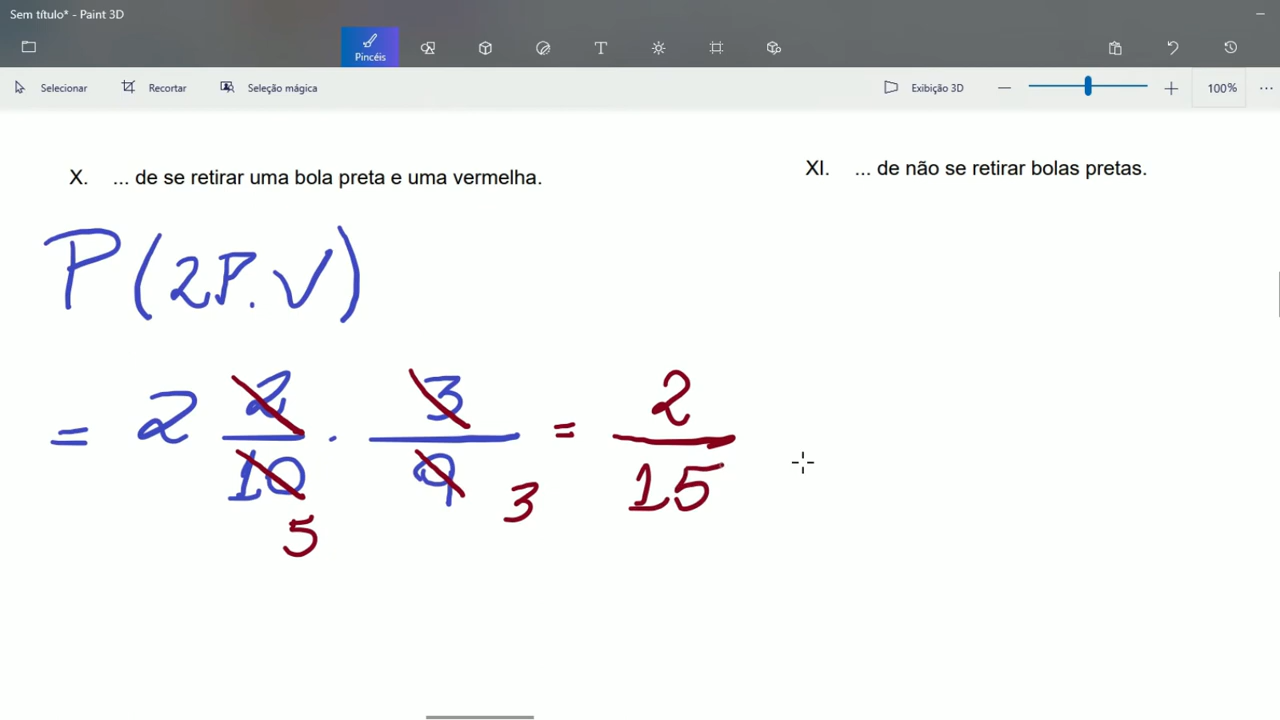 Sem título* - Paint 3D
Pincéis
Selecionar
Recortar
Seleção mágica
Exibição 3D
100%
X. ... de se retirar uma bola preta e uma vermelha.
XI. ... de não se retirar bolas pretas.
P(2P.V)
= 2 2/10 . 3/9 = 2/15
5
3